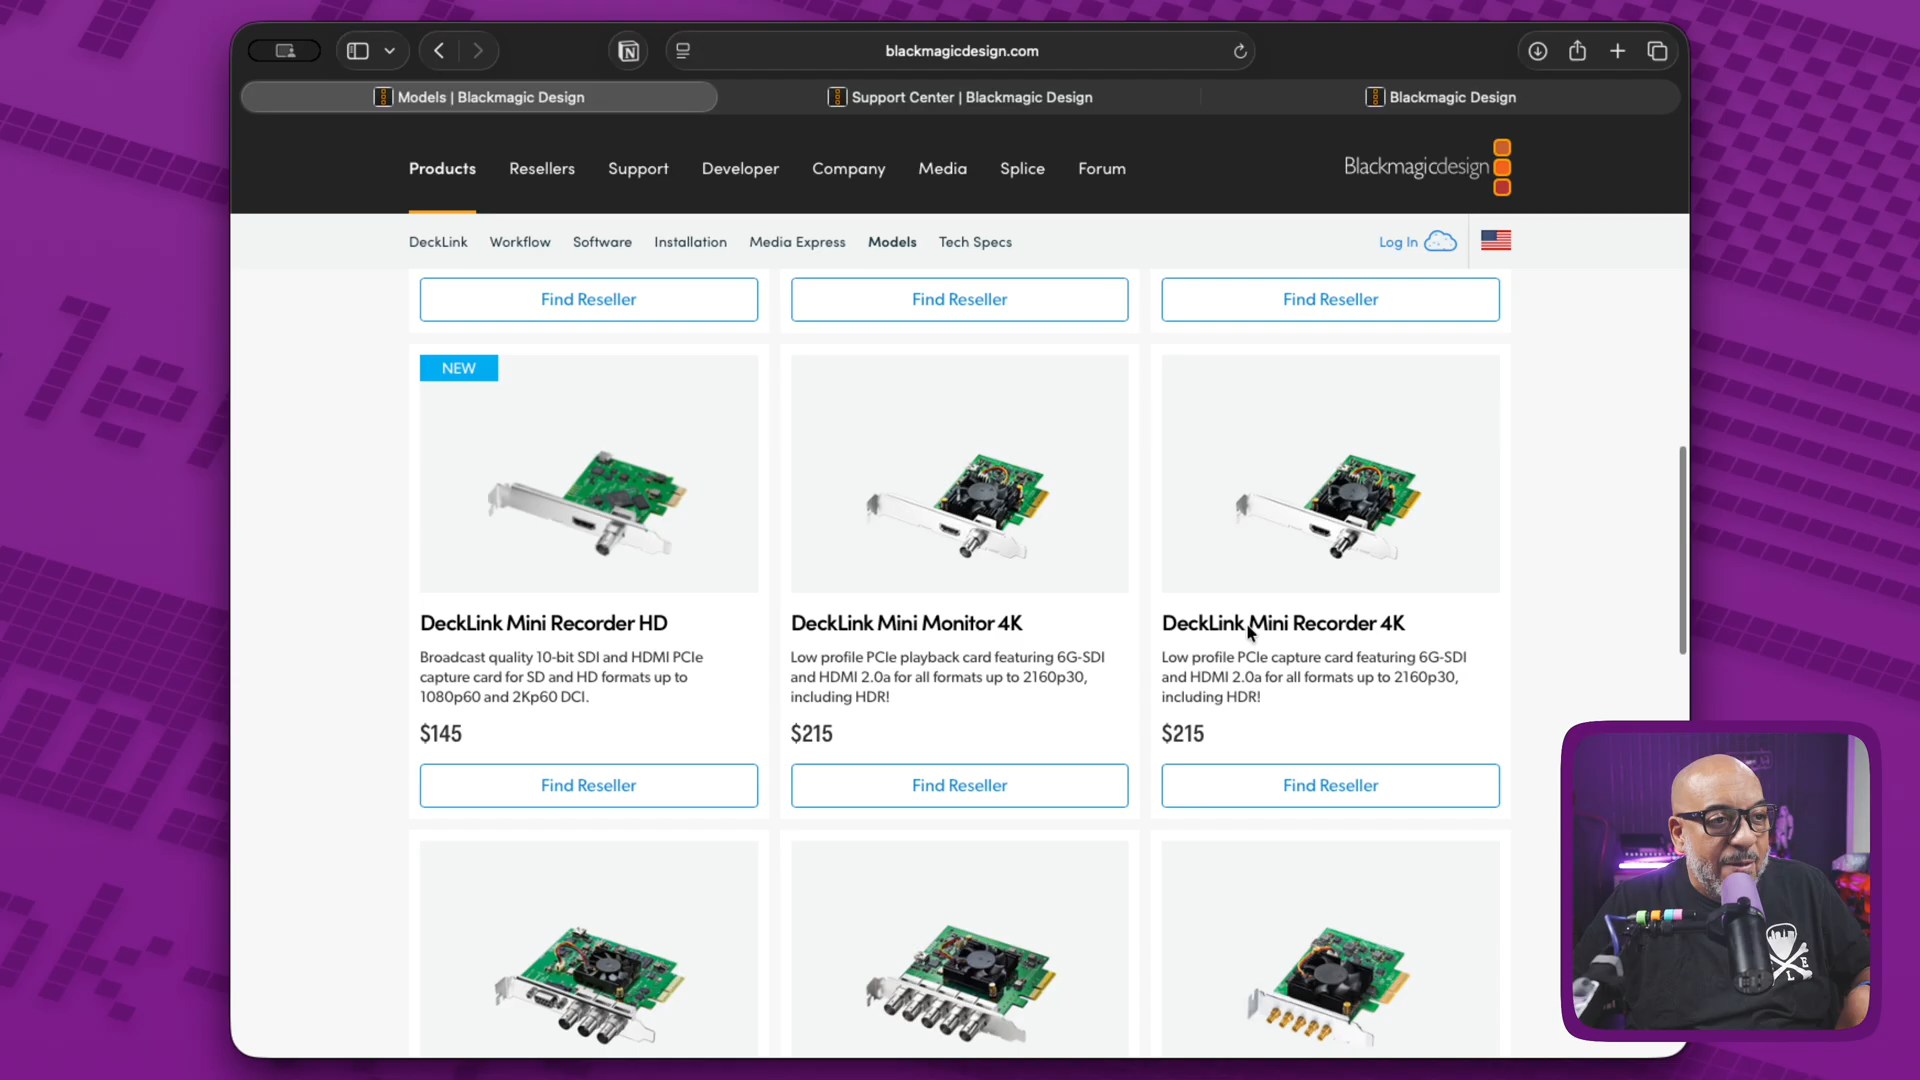 blackmagicdesign.com
Models | Blackmagic Design
Support Center | Blackmagic Design
Blackmagic Design
Products
Resellers
Support
Developer
Company
Media
Splice
Forum
Blackmagicdesign
DeckLink
Workflow
Software
Installation
Media Express
Models
Tech Specs
Log In
Find Reseller
Find Reseller
Find Reseller
NEW
DeckLink Mini Recorder HD
Broadcast quality 10-bit SDI and HDMI PCIe
capture card for SD and HD formats up to
1080p60 and 2Kp60 DCI.
$145
Find Reseller
DeckLink Mini Monitor 4K
Low profile PCIe playback card featuring 6G-SDI
and HDMI 2.0a for all formats up to 2160p30,
including HDR!
$215
Find Reseller
DeckLink Mini Recorder 4K
Low profile PCIe capture card featuring 6G-SDI
and HDMI 2.0a for all formats up to 2160p30,
including HDR!
$215
Find Reseller